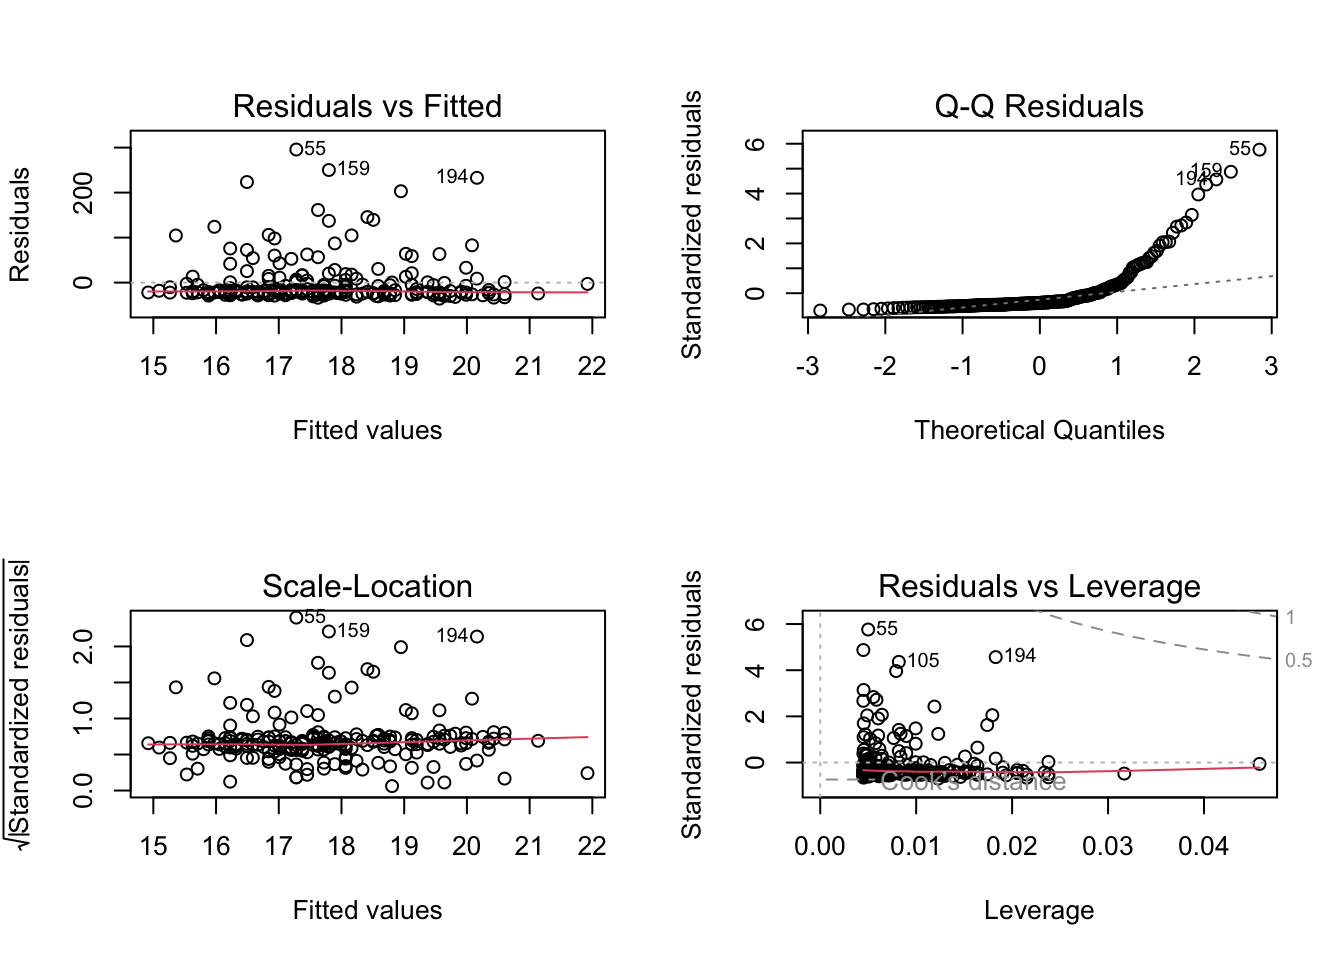 Residuals vs Fitted
Residuals
200
0
55
159
194
15 16 17 18 19 20 21 22
Fitted values
Q-Q Residuals
Standardized residuals
6
4
2
0
55
159
194
-3 -2 -1 0 1 2 3
Theoretical Quantiles
Scale-Location
√|Standardized residuals|
2.0
1.0
0.0
55
159
194
15 16 17 18 19 20 21 22
Fitted values
Residuals vs Leverage
Standardized residuals
6
4
2
0
1
0.5
55
105
194
Cook's distance
0.00 0.01 0.02 0.03 0.04
Leverage